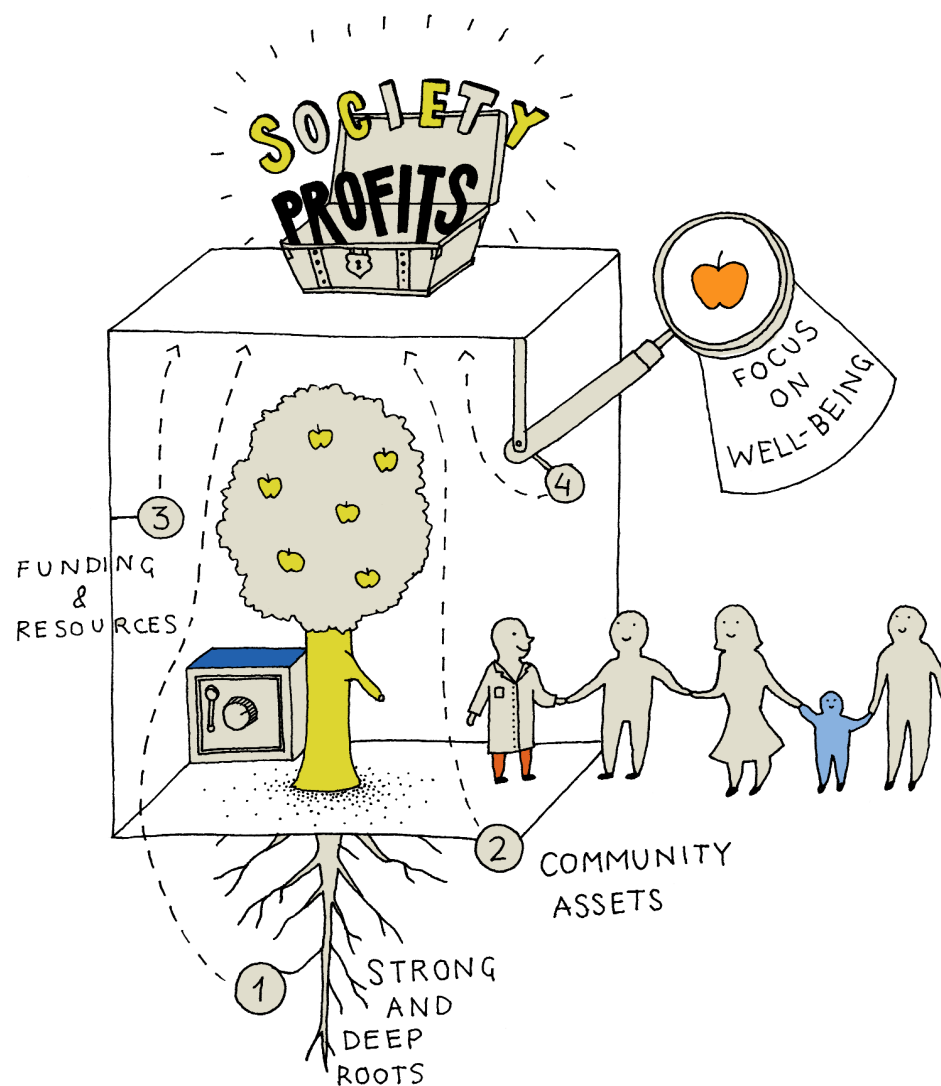 SOCIETY
PROFITS
FOCUS
ON
WELL-BEING
4
3
FUNDING
&
RESOURCES
2
COMMUNITY
ASSETS
1
STRONG
AND
DEEP
ROOTS